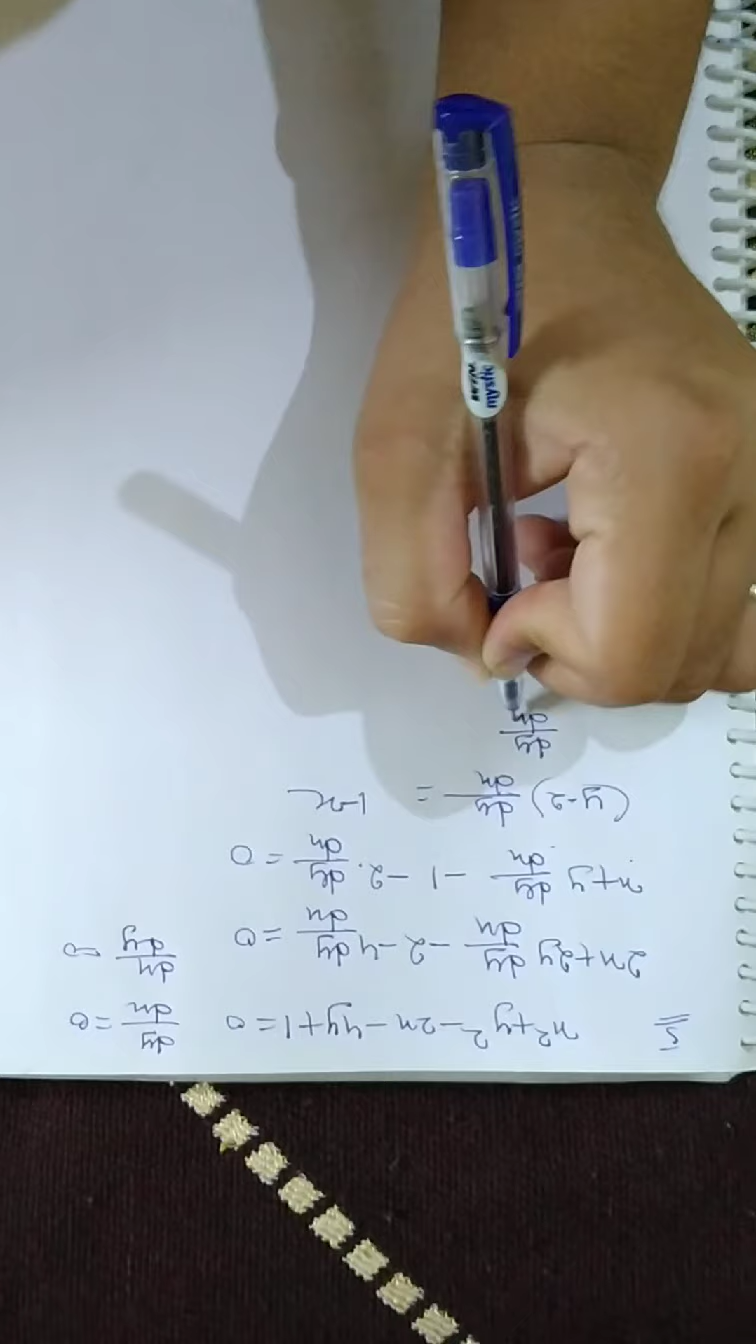 5 x²+y²-2x-4y+1=0 dy/dx =0
2x+2y dy/dx -2-4 dy/dx =0 dx/dy =0
x+y dy/dx -1 -2. dy/dx =0
(y-2) dy/dx = 1-x
dy/dx
mystic